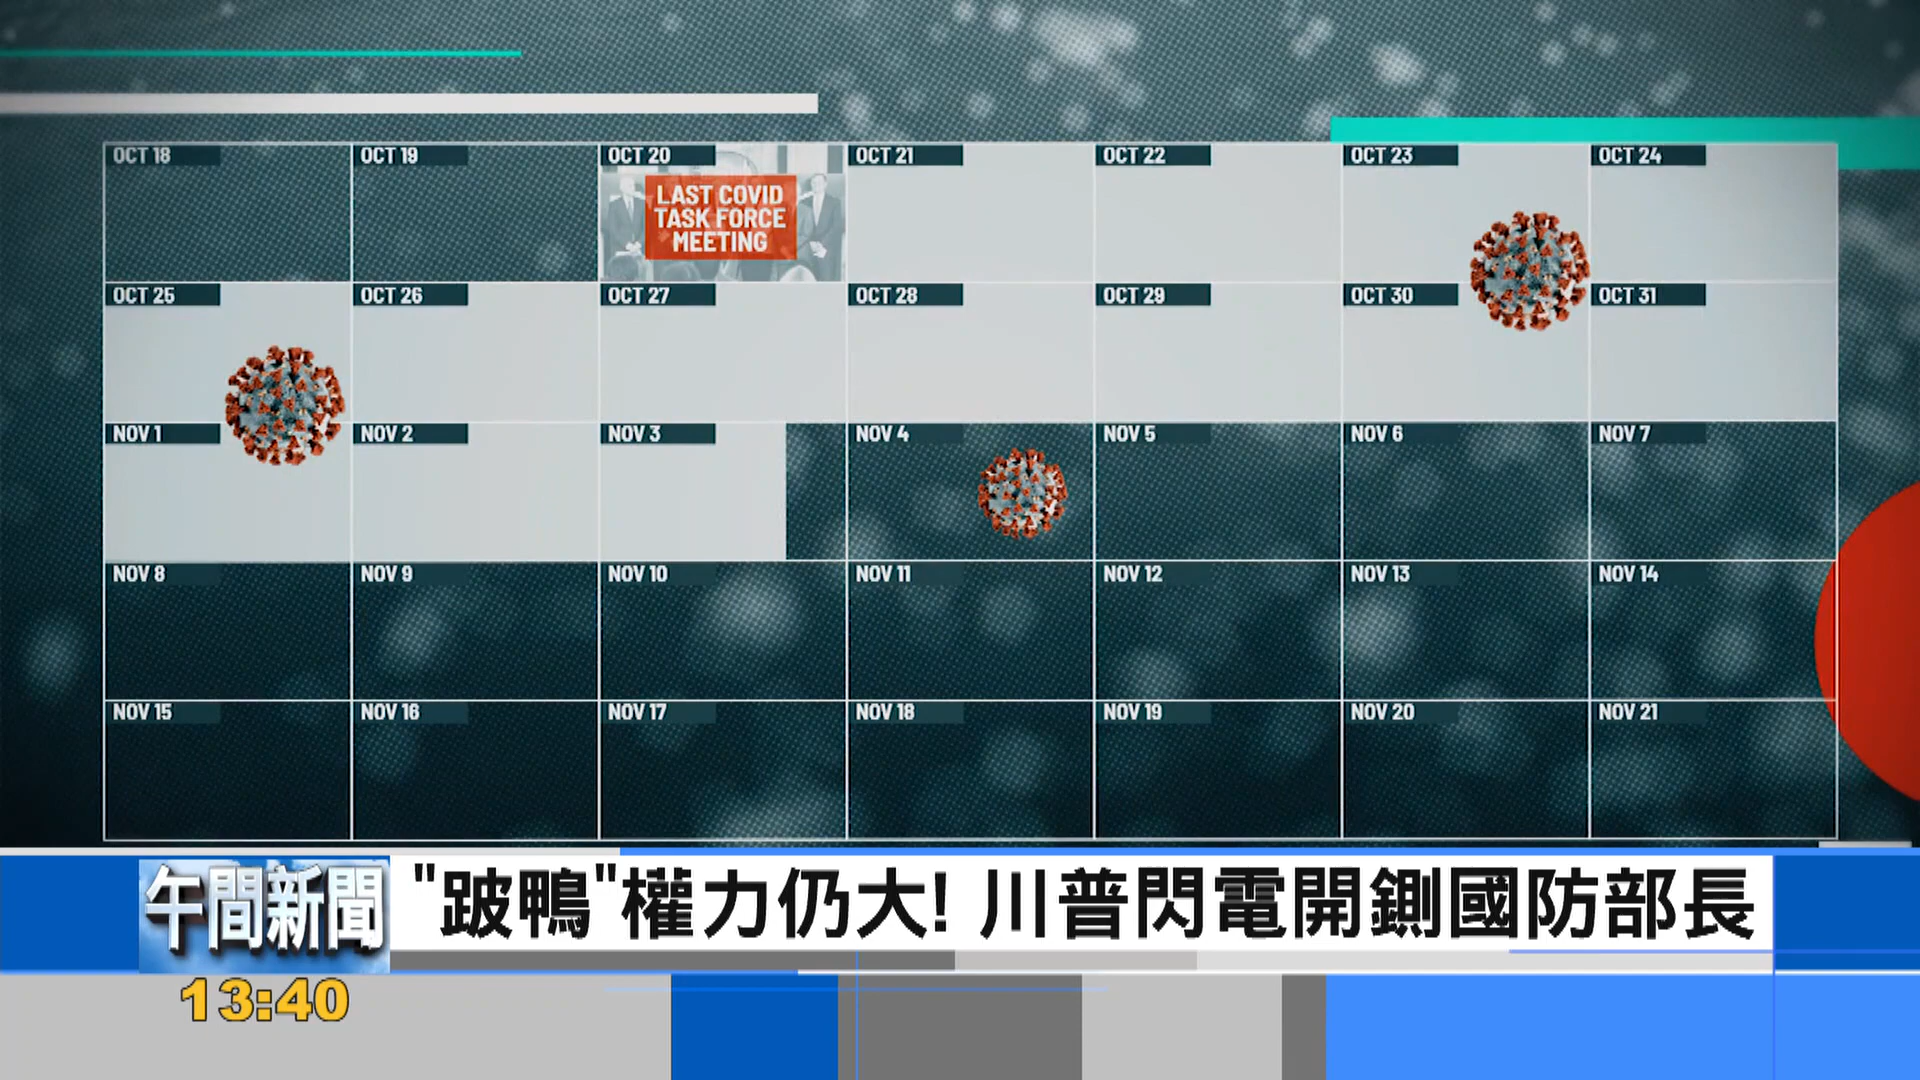 OCT 18
OCT 19
OCT 20
OCT 21
OCT 22
OCT 23
OCT 24
LAST COVID
TASK FORCE
MEETING
OCT 25
OCT 26
OCT 27
OCT 28
OCT 29
OCT 30
OCT 31
NOV 1
NOV 2
NOV 3
NOV 4
NOV 5
NOV 6
NOV 7
NOV 8
NOV 9
NOV 10
NOV 11
NOV 12
NOV 13
NOV 14
NOV 15
NOV 16
NOV 17
NOV 18
NOV 19
NOV 20
NOV 21
午間新聞
"跛鴨"權力仍大! 川普閃電開鍘國防部長
13:40